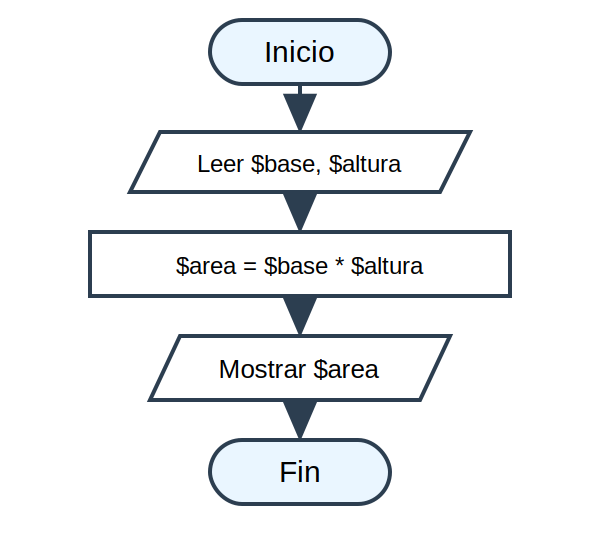 Inicio
Leer $base, $altura
$area = $base * $altura
Mostrar $area
Fin